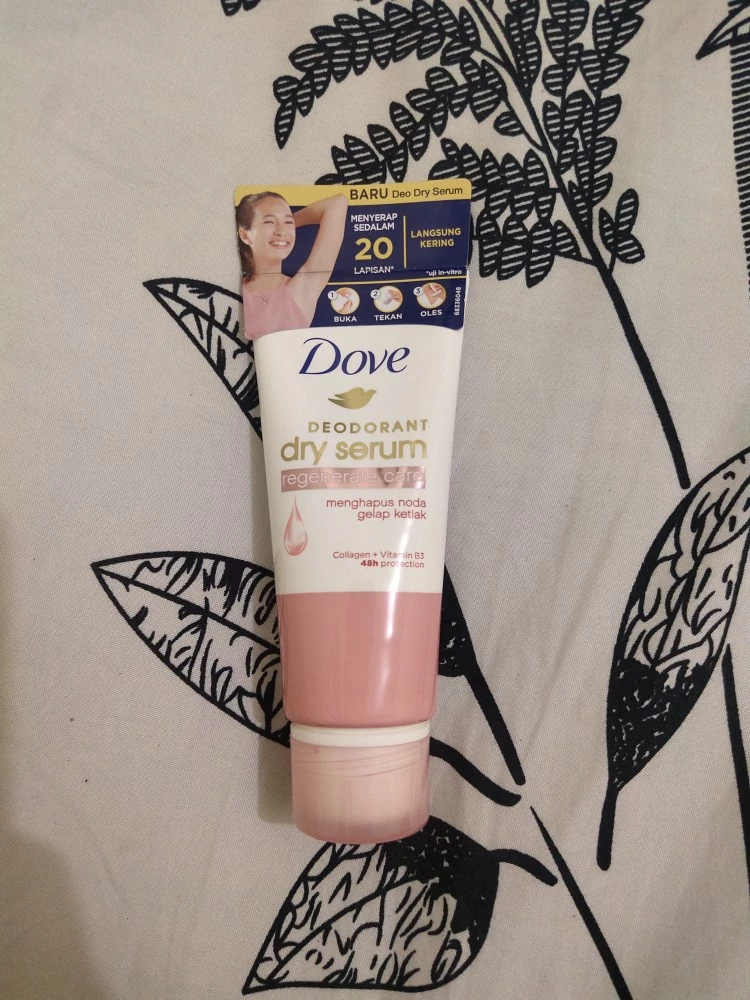 BARU Deo Dry Serum
MENYERAP
SEDALAM
20
LAPISAN*
LANGSUNG
KERING
*uji in-vitro
1 2 3
BUKA TEKAN OLES
68336048
Dove
DEODORANT
dry serum
regenerate care
menghapus noda
gelap ketiak
Collagen + Vitamin B3
48h protection